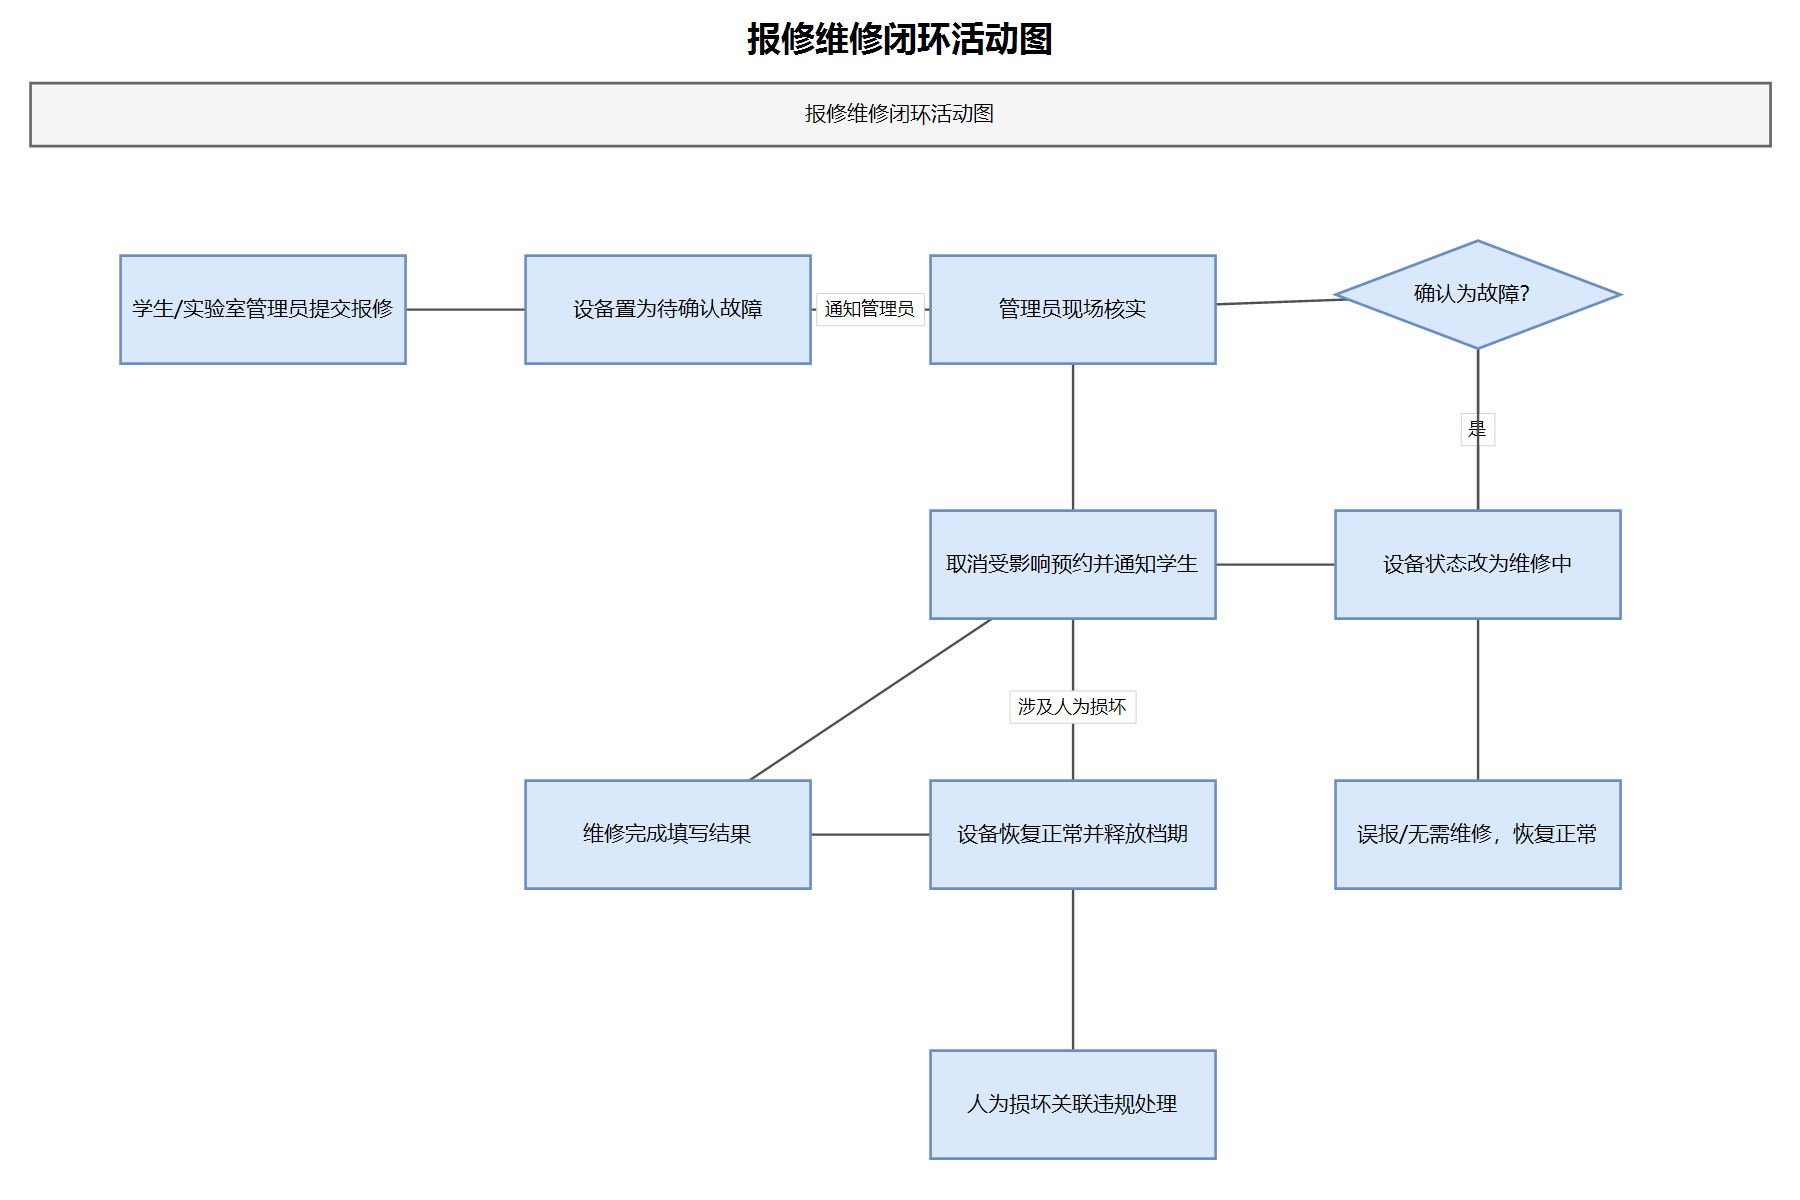 报修维修闭环活动图
报修维修闭环活动图
学生/实验室管理员提交报修
设备置为待确认故障
通知管理员
管理员现场核实
确认为故障?
是
取消受影响预约并通知学生
设备状态改为维修中
涉及人为损坏
维修完成填写结果
设备恢复正常并释放档期
误报/无需维修，恢复正常
人为损坏关联违规处理